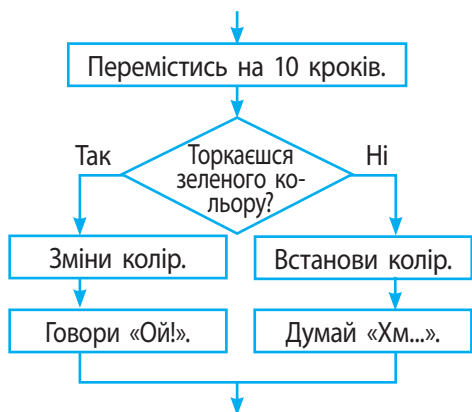 Перемістись на 10 кроків.
Так
Торкаєшся
зеленого ко-
льору?
Ні
Зміни колір.
Встанови колір.
Говори «Ой!».
Думай «Хм...».